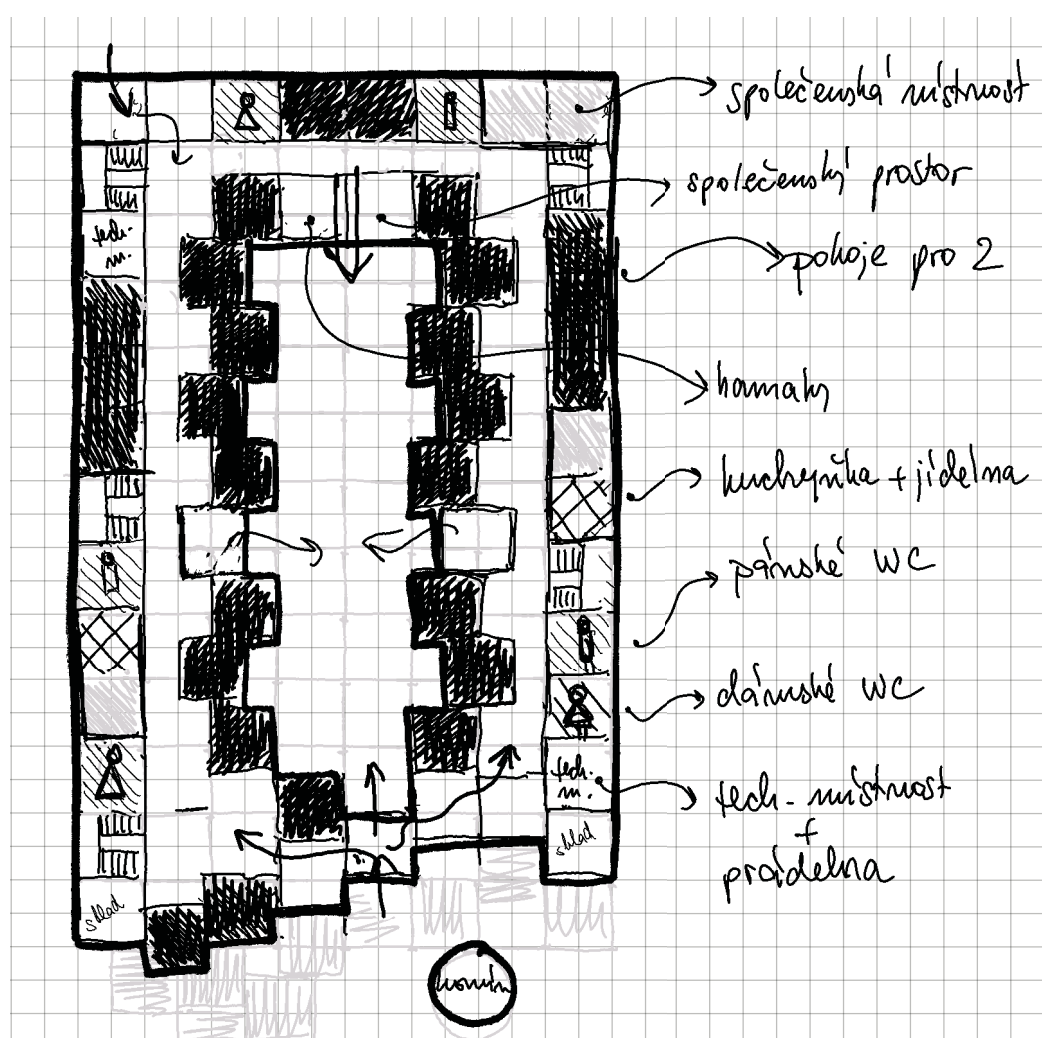 společenská místnost
společenský prostor
tech.
m.
pokoje pro 2
hamaky
kuchyňka + jídelna
pánské WC
dámské WC
tech.
m.
tech. místnost
+
prádelna
sklad
sklad
komín